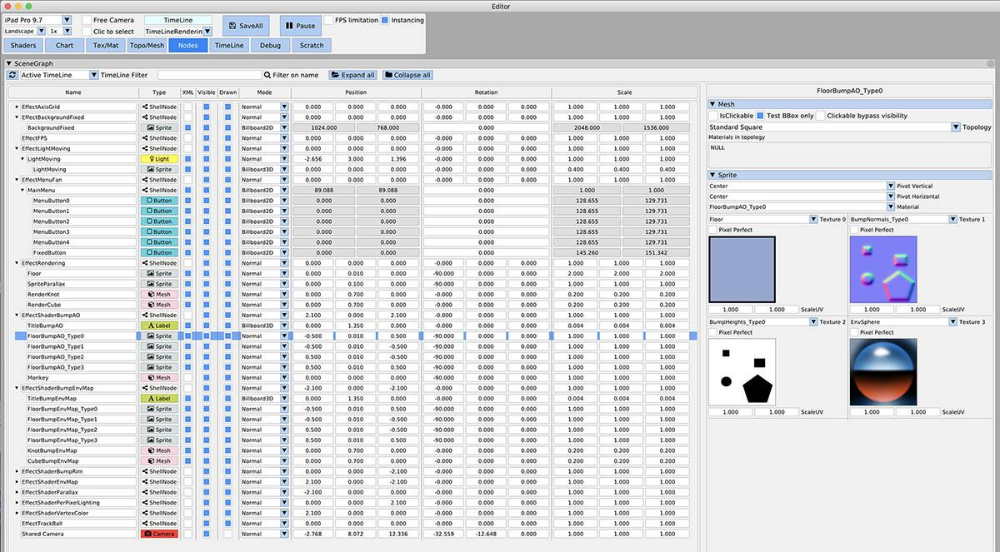 Editor
iPad Pro 9.7 Free Camera TimeLine SaveAll Pause FPS limitation Instancing
Landscape 1x Clic to select TimeLineRenderin
Shaders Chart Tex/Mat Topo/Mesh Nodes TimeLine Debug Scratch
SceneGraph
Active TimeLine TimeLine Filter Filter on name Expand all Collapse all
Name Type XML Visible Drawn Mode Position Rotation Scale
EffectAxisGrid ShellNode Normal 0.000 0.000 0.000 -0.000 0.000 0.000 1.000 1.000 1.000
EffectBackgroundFixed ShellNode Normal 0.000 0.000 0.000 -0.000 0.000 0.000 1.000 1.000 1.000
BackgroundFixed Sprite Billboard2D 1024.000 768.000 0.000 2048.000 1536.000
EffectFPS ShellNode Normal 0.000 0.000 0.000 -0.000 0.000 0.000 1.000 1.000 1.000
EffectLightMoving ShellNode Normal 0.000 0.000 0.000 -0.000 0.000 0.000 1.000 1.000 1.000
LightMoving Light Normal -2.656 3.000 1.396 -0.000 0.000 0.000 1.000 1.000 1.000
LightMoving Sprite Billboard3D 0.000 0.000 0.000 -0.000 0.000 0.000 0.400 0.400 0.400
EffectMenuFan ShellNode Normal 0.000 0.000 0.000 -0.000 0.000 0.000 1.000 1.000 1.000
MainMenu ShellNode Billboard2D 89.088 89.088 0.000 1.000 1.000
MenuButton0 Button Billboard2D 0.000 0.000 0.000 128.655 129.731
MenuButton1 Button Billboard2D 0.000 0.000 0.000 128.655 129.731
MenuButton2 Button Billboard2D 0.000 0.000 0.000 128.655 129.731
MenuButton3 Button Billboard2D 0.000 0.000 0.000 128.655 129.731
MenuButton4 Button Billboard2D 0.000 0.000 0.000 128.655 129.731
FixedButton Button Billboard2D 0.000 0.000 0.000 145.260 151.342
EffectRendering ShellNode Normal 0.000 0.000 0.000 -0.000 0.000 0.000 1.000 1.000 1.000
Floor Sprite Normal 0.000 0.010 0.000 -90.000 0.000 0.000 2.000 2.000 2.000
SpriteParallax Sprite Normal 0.000 0.100 0.000 -90.000 0.000 0.000 1.000 1.000 1.000
RenderKnot Mesh Normal 0.000 0.700 0.000 -0.000 0.000 0.000 0.200 0.200 0.200
RenderCube Mesh Normal 0.000 0.700 0.000 -0.000 0.000 0.000 0.200 0.200 0.200
EffectShaderBumpAO ShellNode Normal 2.100 0.000 2.100 -0.000 0.000 0.000 1.000 1.000 1.000
TitleBumpAO Label Billboard3D 0.000 1.350 0.000 -0.000 0.000 0.000 0.004 0.004 0.004
FloorBumpAO_Type0 Sprite Normal -0.500 0.010 0.500 -90.000 0.000 0.000 1.000 1.000 1.000
FloorBumpAO_Type1 Sprite Normal -0.500 0.010 -0.500 -90.000 0.000 0.000 1.000 1.000 1.000
FloorBumpAO_Type2 Sprite Normal 0.500 0.010 -0.500 -90.000 0.000 0.000 1.000 1.000 1.000
FloorBumpAO_Type3 Sprite Normal 0.500 0.010 0.500 -90.000 0.000 0.000 1.000 1.000 1.000
Monkey Mesh Normal 0.000 0.700 0.000 -0.000 0.000 0.000 1.000 1.000 1.000
EffectShaderBumpEnvMap ShellNode Normal -2.100 0.000 -2.100 -0.000 0.000 0.000 1.000 1.000 1.000
TitleBumpEnvMap Label Billboard3D 0.000 1.350 0.000 -0.000 0.000 0.000 0.004 0.004 0.004
FloorBumpEnvMap_Type0 Sprite Normal -0.500 0.010 0.500 -90.000 0.000 0.000 1.000 1.000 1.000
FloorBumpEnvMap_Type1 Sprite Normal -0.500 0.010 -0.500 -90.000 0.000 0.000 1.000 1.000 1.000
FloorBumpEnvMap_Type2 Sprite Normal 0.500 0.010 -0.500 -90.000 0.000 0.000 1.000 1.000 1.000
FloorBumpEnvMap_Type3 Sprite Normal 0.500 0.010 0.500 -90.000 0.000 0.000 1.000 1.000 1.000
KnotBumpEnvMap Mesh Normal 0.000 0.700 0.000 -0.000 0.000 0.000 0.200 0.200 0.200
CubeBumpEnvMap Mesh Normal 0.000 0.700 0.000 -0.000 0.000 0.000 0.200 0.200 0.200
EffectShaderBumpRim ShellNode Normal 0.000 0.000 -2.100 -0.000 0.000 0.000 1.000 1.000 1.000
EffectShaderEnvMap ShellNode Normal 2.100 0.000 -2.100 -0.000 0.000 0.000 1.000 1.000 1.000
EffectShaderParallax ShellNode Normal -2.100 0.000 0.000 -0.000 0.000 0.000 1.000 1.000 1.000
EffectShaderPerPixelLighting ShellNode Normal 0.000 0.000 2.100 -0.000 0.000 0.000 1.000 1.000 1.000
EffectShaderVertexColor ShellNode Normal 2.100 0.000 0.000 -0.000 0.000 0.000 1.000 1.000 1.000
EffectTrackBall ShellNode Normal 0.000 0.000 0.000 -0.000 0.000 0.000 1.000 1.000 1.000
Shared Camera Camera Normal -2.768 8.072 12.336 -32.559 -12.648 0.000 1.000 1.000 1.000
FloorBumpAO_Type0
Mesh
IsClickable Test BBox only Clickable bypass visibility
Standard Square Topology
Materials in topology
NULL
Sprite
Center Pivot Vertical
Center Pivot Horizontal
FloorBumpAO_Type0 Material
Floor Texture 0 BumpNormals_Type0 Texture 1
Pixel Perfect Pixel Perfect
1.000 1.000 ScaleUV 1.000 1.000 ScaleUV
BumpHeights_Type0 Texture 2 EnvSphere Texture 3
Pixel Perfect Pixel Perfect
1.000 1.000 ScaleUV 1.000 1.000 ScaleUV